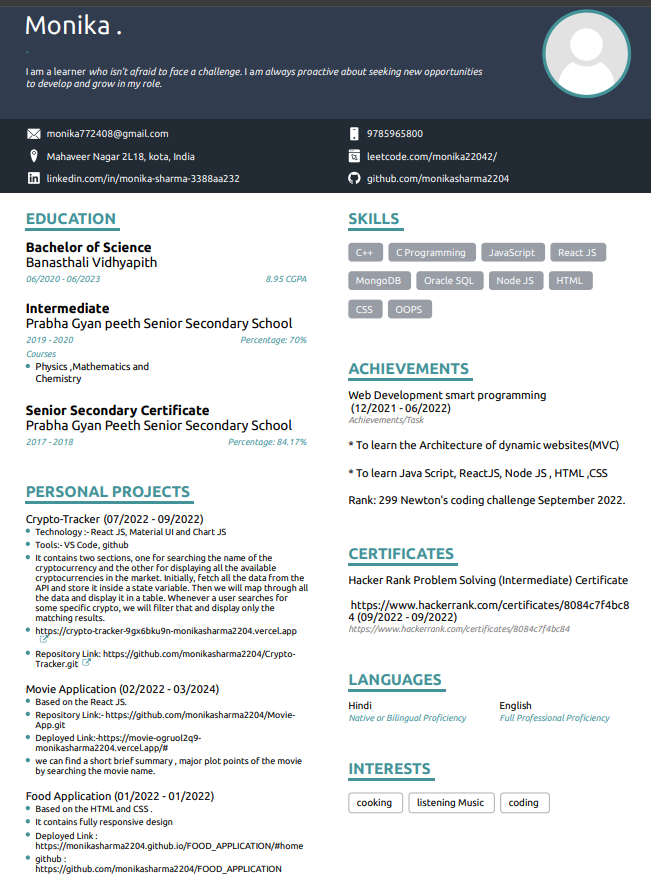 Monika .
.
I am a learner who isn't afraid to face a challenge. I am always proactive about seeking new opportunities
to develop and grow in my role.
monika772408@gmail.com
9785965800
Mahaveer Nagar 2L18, kota, India
leetcode.com/monika22042/
linkedin.com/in/monika-sharma-3388aa232
github.com/monikasharma2204
EDUCATION
Bachelor of Science
Banasthali Vidhyapith
06/2020 - 06/2023 8.95 CGPA
Intermediate
Prabha Gyan peeth Senior Secondary School
2019 - 2020 Percentage: 70%
Courses
Physics ,Mathematics and
Chemistry
Senior Secondary Certificate
Prabha Gyan Peeth Senior Secondary School
2017 - 2018 Percentage: 84.17%
PERSONAL PROJECTS
Crypto-Tracker (07/2022 - 09/2022)
Technology :- React JS, Material UI and Chart JS
Tools:- VS Code, github
It contains two sections, one for searching the name of the
cryptocurrency and the other for displaying all the available
cryptocurrencies in the market. Initially, fetch all the data from the
API and store it inside a state variable. Then we will map through all
the data and display it in a table. Whenever a user searches for
some specific crypto, we will filter that and display only the
matching results.
https://crypto-tracker-9gx6bku9n-monikasharma2204.vercel.app
Repository Link: https://github.com/monikasharma2204/Crypto-
Tracker.git
Movie Application (02/2022 - 03/2024)
Based on the React JS.
Repository Link:- https://github.com/monikasharma2204/Movie-
App.git
Deployed Link:-https://movie-ogruol2q9-
monikasharma2204.vercel.app/#
we can find a short brief summary , major plot points of the movie
by searching the movie name.
Food Application (01/2022 - 01/2022)
Based on the HTML and CSS .
It contains fully responsive design
Deployed Link :
https://monikasharma2204.github.io/FOOD_APPLICATION/#home
github :
https://github.com/monikasharma2204/FOOD_APPLICATION
SKILLS
C++ C Programming JavaScript React JS
MongoDB Oracle SQL Node JS HTML
CSS OOPS
ACHIEVEMENTS
Web Development smart programming
(12/2021 - 06/2022)
Achievements/Task
* To learn the Architecture of dynamic websites(MVC)
* To learn Java Script, ReactJS, Node JS , HTML ,CSS
Rank: 299 Newton's coding challenge September 2022.
CERTIFICATES
Hacker Rank Problem Solving (Intermediate) Certificate
https://www.hackerrank.com/certificates/8084c7f4bc8
4 (09/2022 - 09/2022)
https://www.hackerrank.com/certificates/8084c7f4bc84
LANGUAGES
Hindi English
Native or Bilingual Proficiency Full Professional Proficiency
INTERESTS
cooking listening Music coding